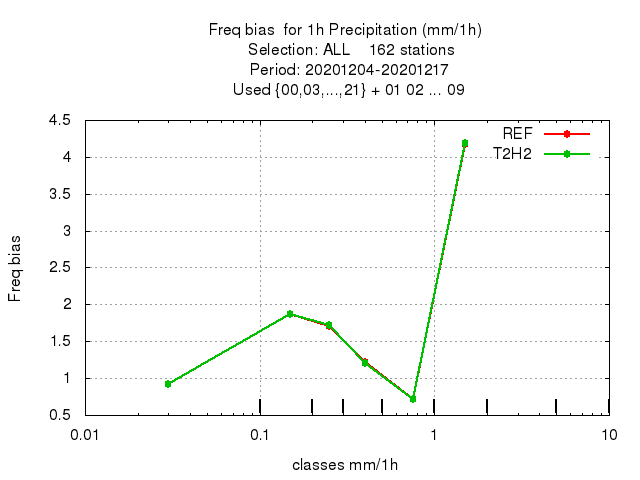 Freq bias  for 1h Precipitation (mm/1h)
Selection: ALL    162 stations
Period: 20201204-20201217
Used {00,03,...,21} + 01 02 ... 09
REF
T2H2
4.5
4
3.5
3
2.5
2
1.5
1
0.5
Freq bias
0.01
0.1
1
10
classes mm/1h